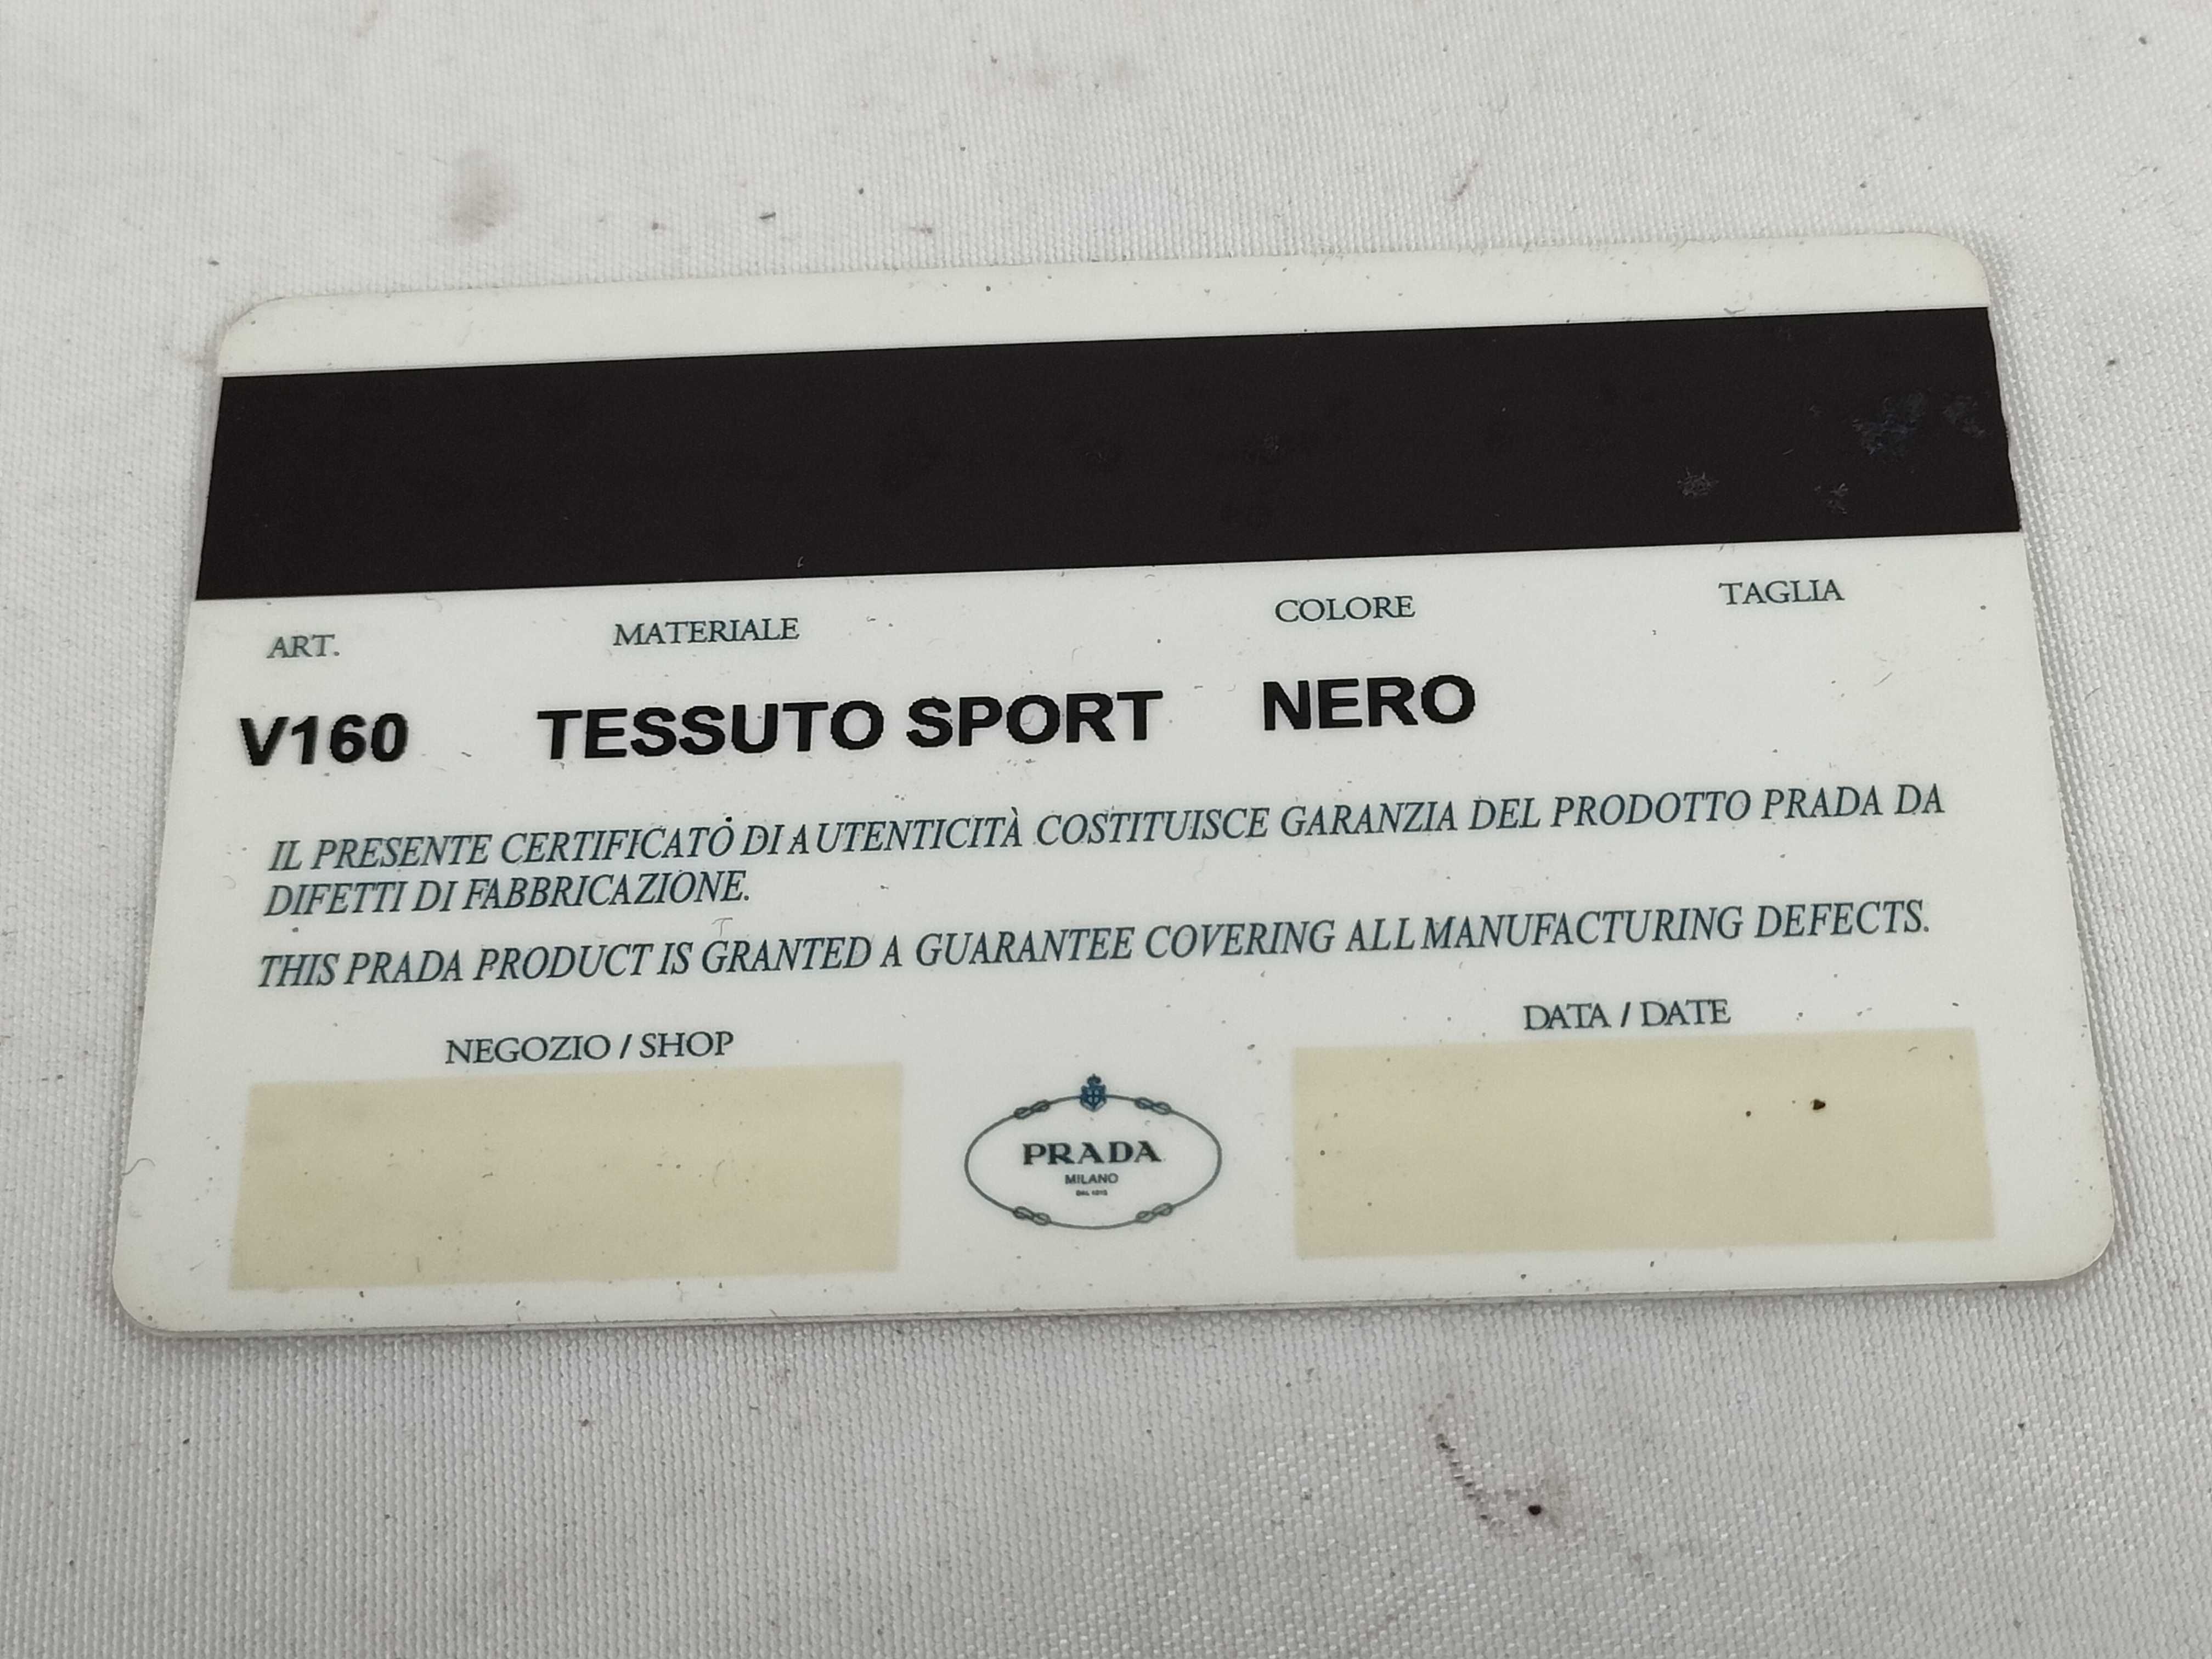 ART. MATERIALE COLORE TAGLIA
V160 TESSUTO SPORT NERO
IL PRESENTE CERTIFICATO DI AUTENTICITÀ COSTITUISCE GARANZIA DEL PRODOTTO PRADA DA
DIFETTI DI FABBRICAZIONE.
THIS PRADA PRODUCT IS GRANTED A GUARANTEE COVERING ALL MANUFACTURING DEFECTS.
NEGOZIO / SHOP DATA / DATE
PRADA
MILANO
DAL 1913